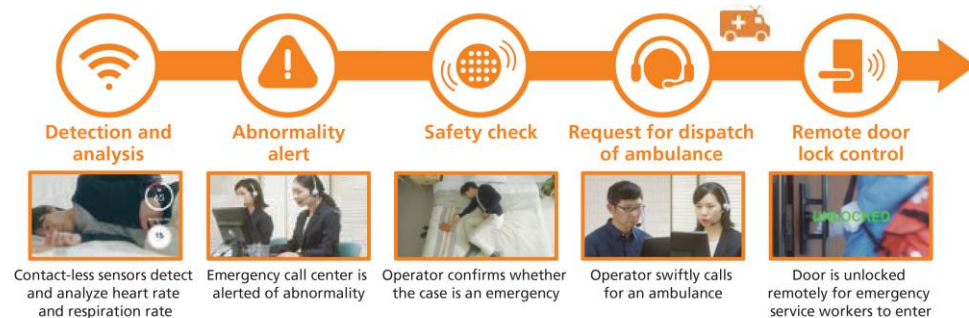 Detection and
analysis
Abnormality
alert
Safety check
Request for dispatch
of ambulance
Remote door
lock control
15
UNLOCKED
Contact-less sensors detect
and analyze heart rate
and respiration rate
Emergency call center is
alerted of abnormality
Operator confirms whether
the case is an emergency
Operator swiftly calls
for an ambulance
Door is unlocked
remotely for emergency
service workers to enter